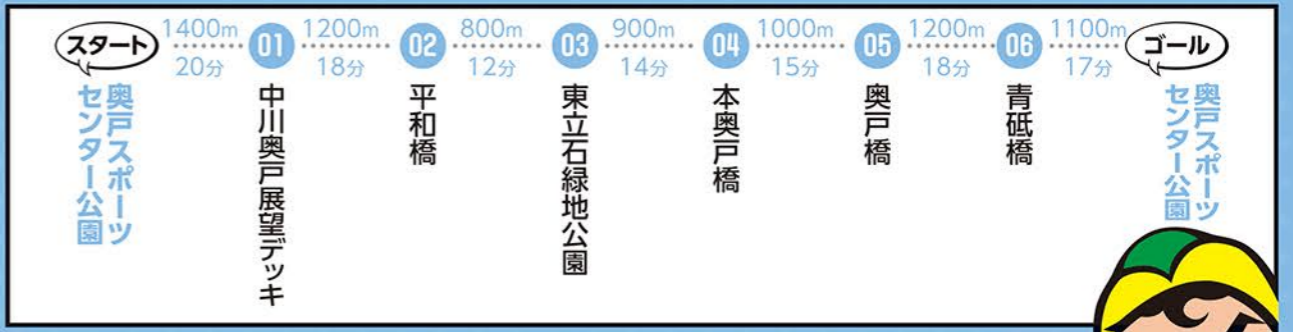 スタート
1400m
20分
01
1200m
18分
02
800m
12分
03
900m
14分
04
1000m
15分
05
1200m
18分
06
1100m
17分
ゴール
奥戸スポーツ
センター公園
中川奥戸展望デッキ
平和橋
東立石緑地公園
本奥戸橋
奥戸橋
青砥橋
奥戸スポーツ
センター公園